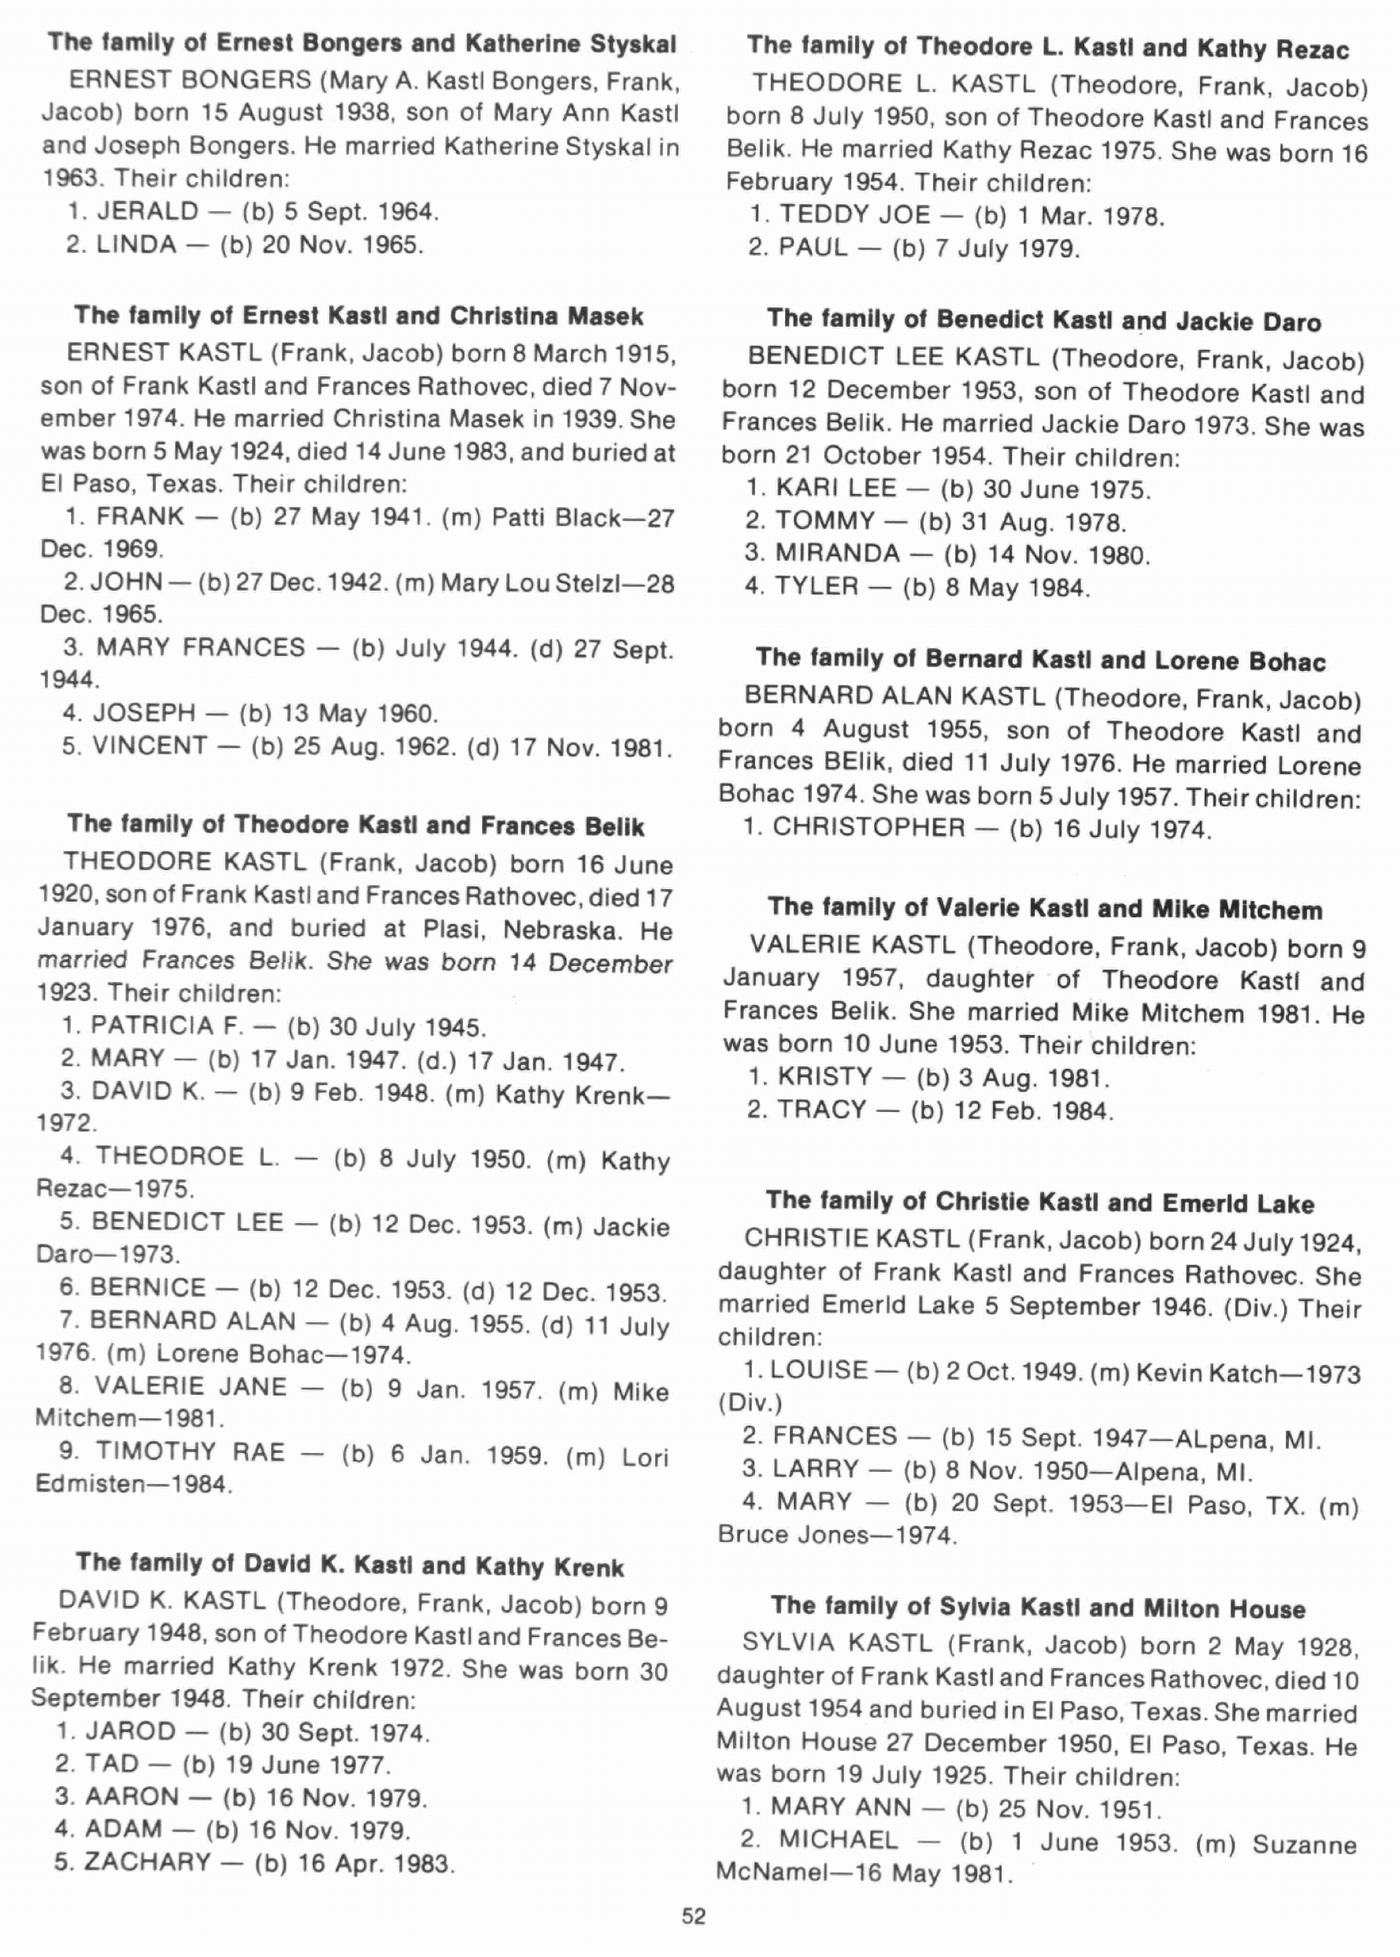 The family of Ernest Bongers and Katherine Styskal
ERNEST BONGERS (Mary A. Kastl Bongers, Frank,
Jacob) born 15 August 1938, son of Mary Ann Kastl
and Joseph Bongers. He married Katherine Styskal in
1963. Their children:
1. JERALD — (b) 5 Sept. 1964.
2. LINDA — (b) 20 Nov. 1965.
The family of Ernest Kastl and Christina Masek
ERNEST KASTL (Frank, Jacob) born 8 March 1915,
son of Frank Kastl and Frances Rathovec, died 7 Nov-
ember 1974. He married Christina Masek in 1939. She
was born 5 May 1924, died 14 June 1983, and buried at
El Paso, Texas. Their children:
1. FRANK — (b) 27 May 1941. (m) Patti Black—27
Dec. 1969.
2. JOHN — (b) 27 Dec. 1942. (m) Mary Lou Stelzl—28
Dec. 1965.
3. MARY FRANCES — (b) July 1944. (d) 27 Sept.
1944.
4. JOSEPH — (b) 13 May 1960.
5. VINCENT — (b) 25 Aug. 1962. (d) 17 Nov. 1981.
The family of Theodore Kastl and Frances Belik
THEODORE KASTL (Frank, Jacob) born 16 June
1920, son of Frank Kastl and Frances Rathovec, died 17
January 1976, and buried at Plasi, Nebraska. He
married Frances Belik. She was born 14 December
1923. Their children:
1. PATRICIA F. — (b) 30 July 1945.
2. MARY — (b) 17 Jan. 1947. (d.) 17 Jan. 1947.
3. DAVID K. — (b) 9 Feb. 1948. (m) Kathy Krenk—
1972.
4. THEODROE L. — (b) 8 July 1950. (m) Kathy
Rezac—1975.
5. BENEDICT LEE — (b) 12 Dec. 1953. (m) Jackie
Daro—1973.
6. BERNICE — (b) 12 Dec. 1953. (d) 12 Dec. 1953.
7. BERNARD ALAN — (b) 4 Aug. 1955. (d) 11 July
1976. (m) Lorene Bohac—1974.
8. VALERIE JANE — (b) 9 Jan. 1957. (m) Mike
Mitchem—1981.
9. TIMOTHY RAE — (b) 6 Jan. 1959. (m) Lori
Edmisten—1984.
The family of David K. Kastl and Kathy Krenk
DAVID K. KASTL (Theodore, Frank, Jacob) born 9
February 1948, son of Theodore Kastl and Frances Be-
lik. He married Kathy Krenk 1972. She was born 30
September 1948. Their children:
1. JAROD — (b) 30 Sept. 1974.
2. TAD — (b) 19 June 1977.
3. AARON — (b) 16 Nov. 1979.
4. ADAM — (b) 16 Nov. 1979.
5. ZACHARY — (b) 16 Apr. 1983.
The family of Theodore L. Kastl and Kathy Rezac
THEODORE L. KASTL (Theodore, Frank, Jacob)
born 8 July 1950, son of Theodore Kastl and Frances
Belik. He married Kathy Rezac 1975. She was born 16
February 1954. Their children:
1. TEDDY JOE — (b) 1 Mar. 1978.
2. PAUL — (b) 7 July 1979.
The family of Benedict Kastl and Jackie Daro
BENEDICT LEE KASTL (Theodore, Frank, Jacob)
born 12 December 1953, son of Theodore Kastl and
Frances Belik. He married Jackie Daro 1973. She was
born 21 October 1954. Their children:
1. KARI LEE — (b) 30 June 1975.
2. TOMMY — (b) 31 Aug. 1978.
3. MIRANDA — (b) 14 Nov. 1980.
4. TYLER — (b) 8 May 1984.
The family of Bernard Kastl and Lorene Bohac
BERNARD ALAN KASTL (Theodore, Frank, Jacob)
born 4 August 1955, son of Theodore Kastl and
Frances BElik, died 11 July 1976. He married Lorene
Bohac 1974. She was born 5 July 1957. Their children:
1. CHRISTOPHER — (b) 16 July 1974.
The family of Valerie Kastl and Mike Mitchem
VALERIE KASTL (Theodore, Frank, Jacob) born 9
January 1957, daughter of Theodore Kastl and
Frances Belik. She married Mike Mitchem 1981. He
was born 10 June 1953. Their children:
1. KRISTY — (b) 3 Aug. 1981.
2. TRACY — (b) 12 Feb. 1984.
The family of Christie Kastl and Emerld Lake
CHRISTIE KASTL (Frank, Jacob) born 24 July 1924,
daughter of Frank Kastl and Frances Rathovec. She
married Emerld Lake 5 September 1946. (Div.) Their
children:
1. LOUISE — (b) 2 Oct. 1949. (m) Kevin Katch—1973
(Div.)
2. FRANCES — (b) 15 Sept. 1947—ALpena, MI.
3. LARRY — (b) 8 Nov. 1950—Alpena, MI.
4. MARY — (b) 20 Sept. 1953—El Paso, TX. (m)
Bruce Jones—1974.
The family of Sylvia Kastl and Milton House
SYLVIA KASTL (Frank, Jacob) born 2 May 1928,
daughter of Frank Kastl and Frances Rathovec, died 10
August 1954 and buried in El Paso, Texas. She married
Milton House 27 December 1950, El Paso, Texas. He
was born 19 July 1925. Their children:
1. MARY ANN — (b) 25 Nov. 1951.
2. MICHAEL — (b) 1 June 1953. (m) Suzanne
McNamel—16 May 1981.
52